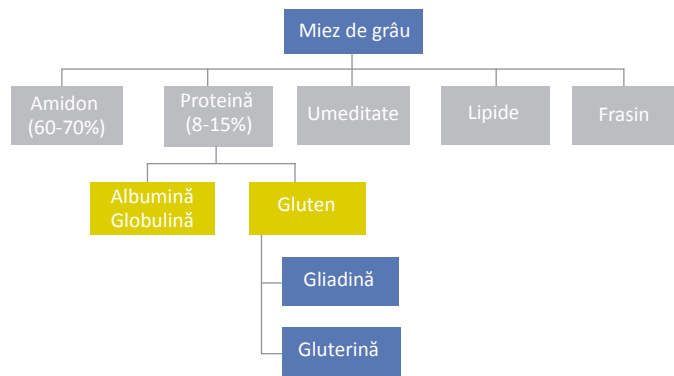 Miez de grâu
Amidon
(60-70%)
Proteină
(8-15%)
Umeditate
Lipide
Frasin
Albumină
Globulină
Gluten
Gliadină
Gluterină